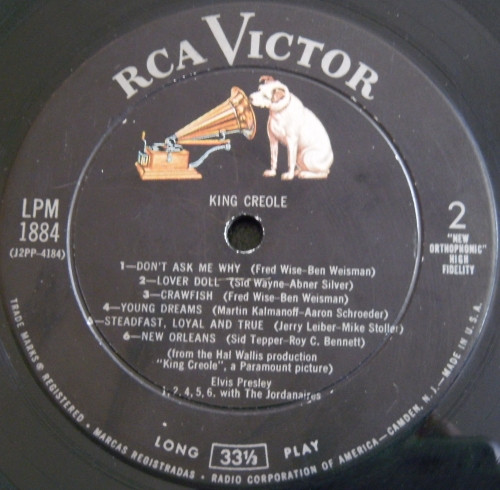 RCA VICTOR
KING CREOLE
LPM
1884
(J2PP-4184)
2
"NEW
ORTHOPHONIC"
HIGH
FIDELITY
1—DON'T ASK ME WHY (Fred Wise-Ben Weisman)
2—LOVER DOLL (Sid Wayne-Abner Silver)
3—CRAWFISH (Fred Wise-Ben Weisman)
4—YOUNG DREAMS (Martin Kalmanoff-Aaron Schroeder)
5—STEADFAST, LOYAL AND TRUE (Jerry Leiber-Mike Stoller)
6—NEW ORLEANS (Sid Tepper-Roy C. Bennett)
(from the Hal Wallis production
"King Creole", a Paramount picture)
Elvis Presley
1, 2, 4, 5, 6. with The Jordanaires
LONG 33⅓ PLAY
TRADE MARKS ® REGISTERED • MARCAS REGISTRADAS • RADIO CORPORATION OF AMERICA—CAMDEN, N. J.—MADE IN U.S.A.